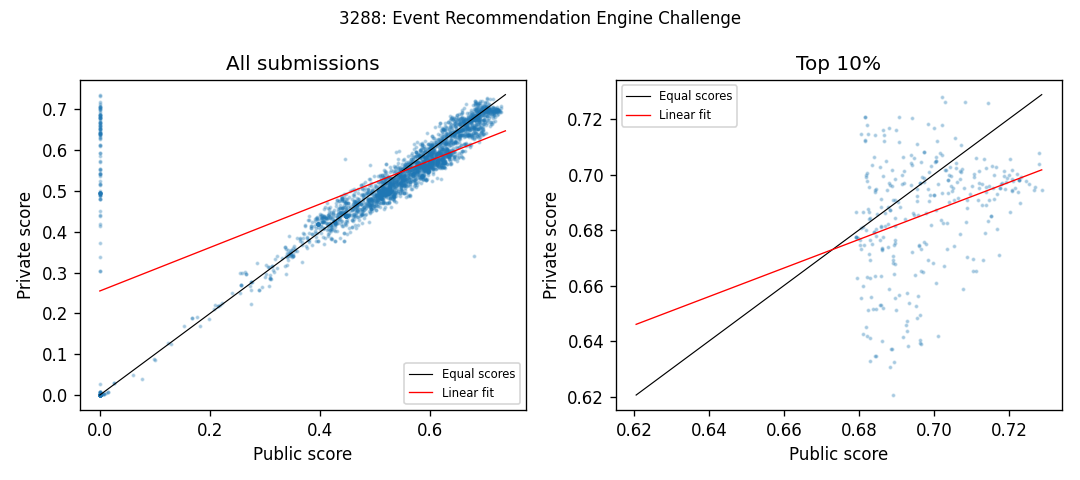 3288: Event Recommendation Engine Challenge
All submissions
Private score
0.7
0.6
0.5
0.4
0.3
0.2
0.1
0.0
0.0 0.2 0.4 0.6
Public score
Equal scores
Linear fit
Top 10%
Private score
0.72
0.70
0.68
0.66
0.64
0.62
0.62 0.64 0.66 0.68 0.70 0.72
Public score
Equal scores
Linear fit